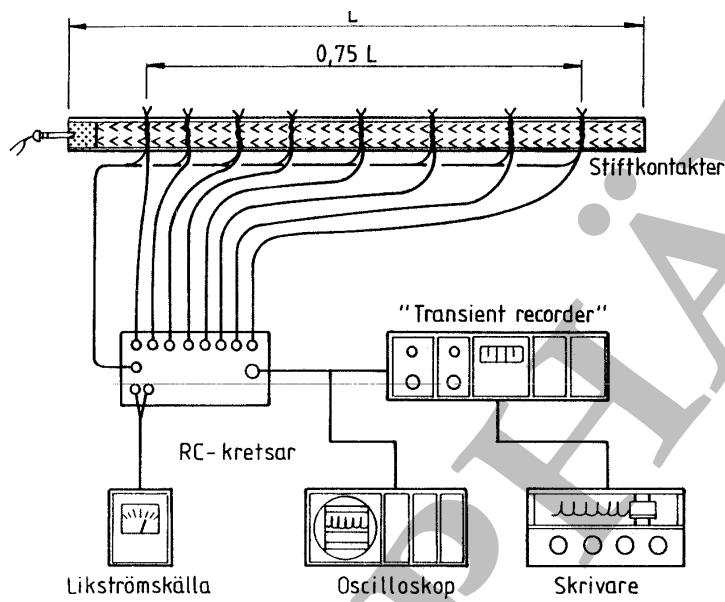 L
0,75 L
Stiftkontakter
"Transient recorder"
RC-kretsar
Likströmskälla
Oscilloskop
Skrivare